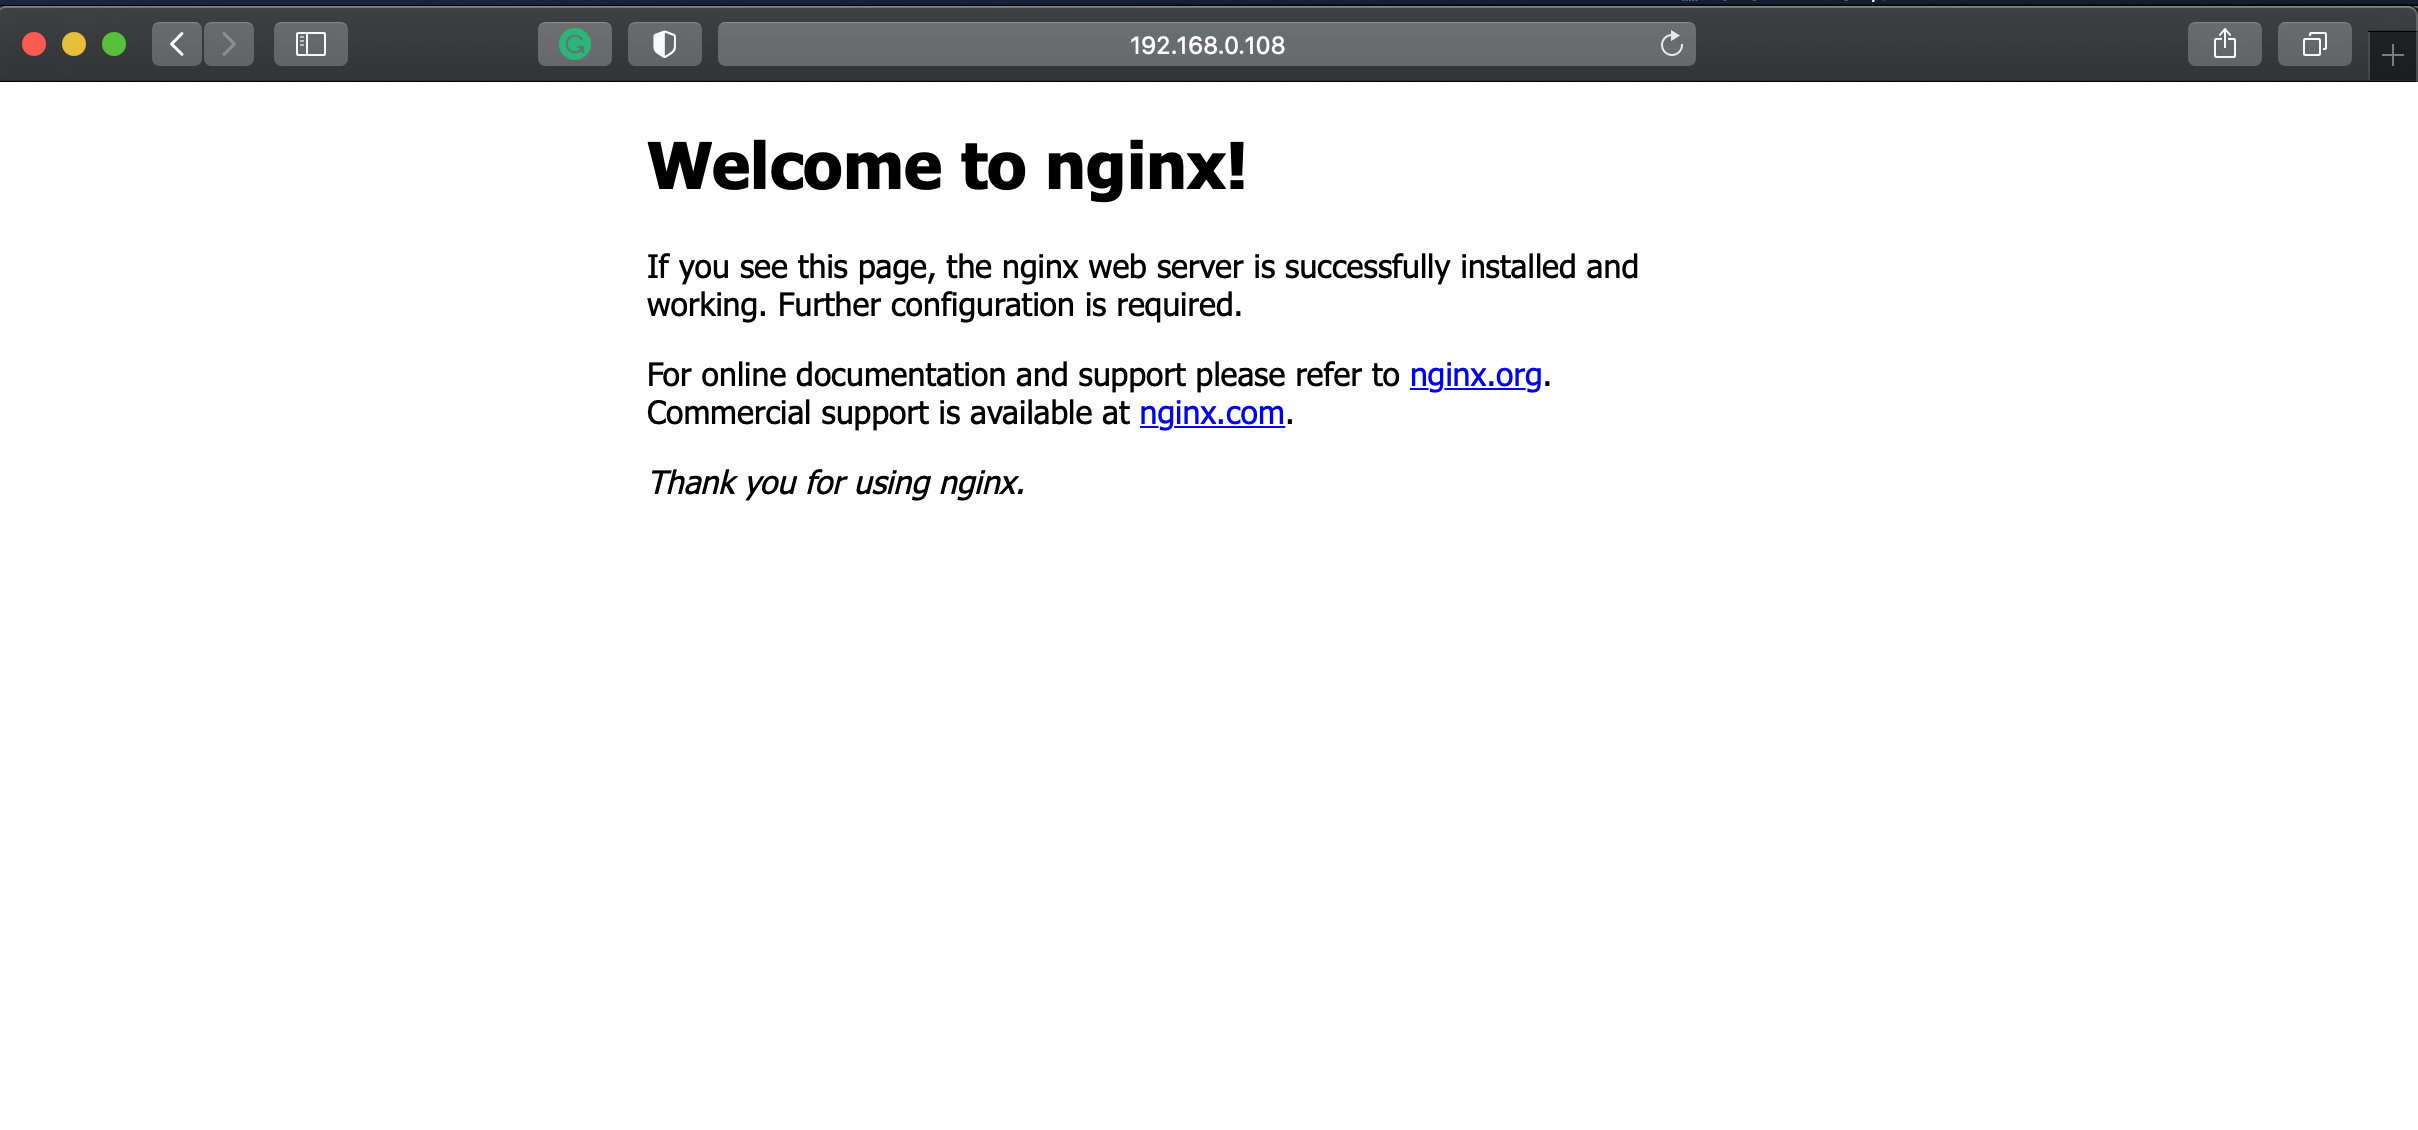 192.168.0.108
Welcome to nginx!
If you see this page, the nginx web server is successfully installed and
working. Further configuration is required.
For online documentation and support please refer to nginx.org.
Commercial support is available at nginx.com.
Thank you for using nginx.